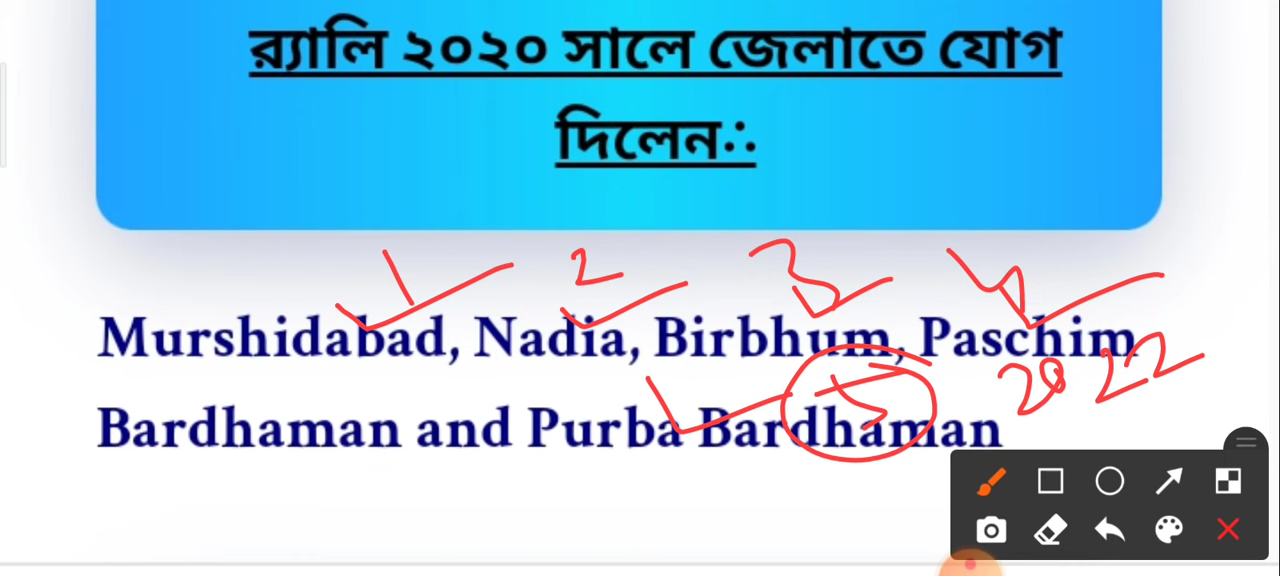 র‍্যালি ২০২০ সালে জেলাতে যোগ
দিলেনঃ
1 2 3 4
Murshidabad, Nadia, Birbhum, Paschim
5 2022
Bardhaman and Purba Bardhaman